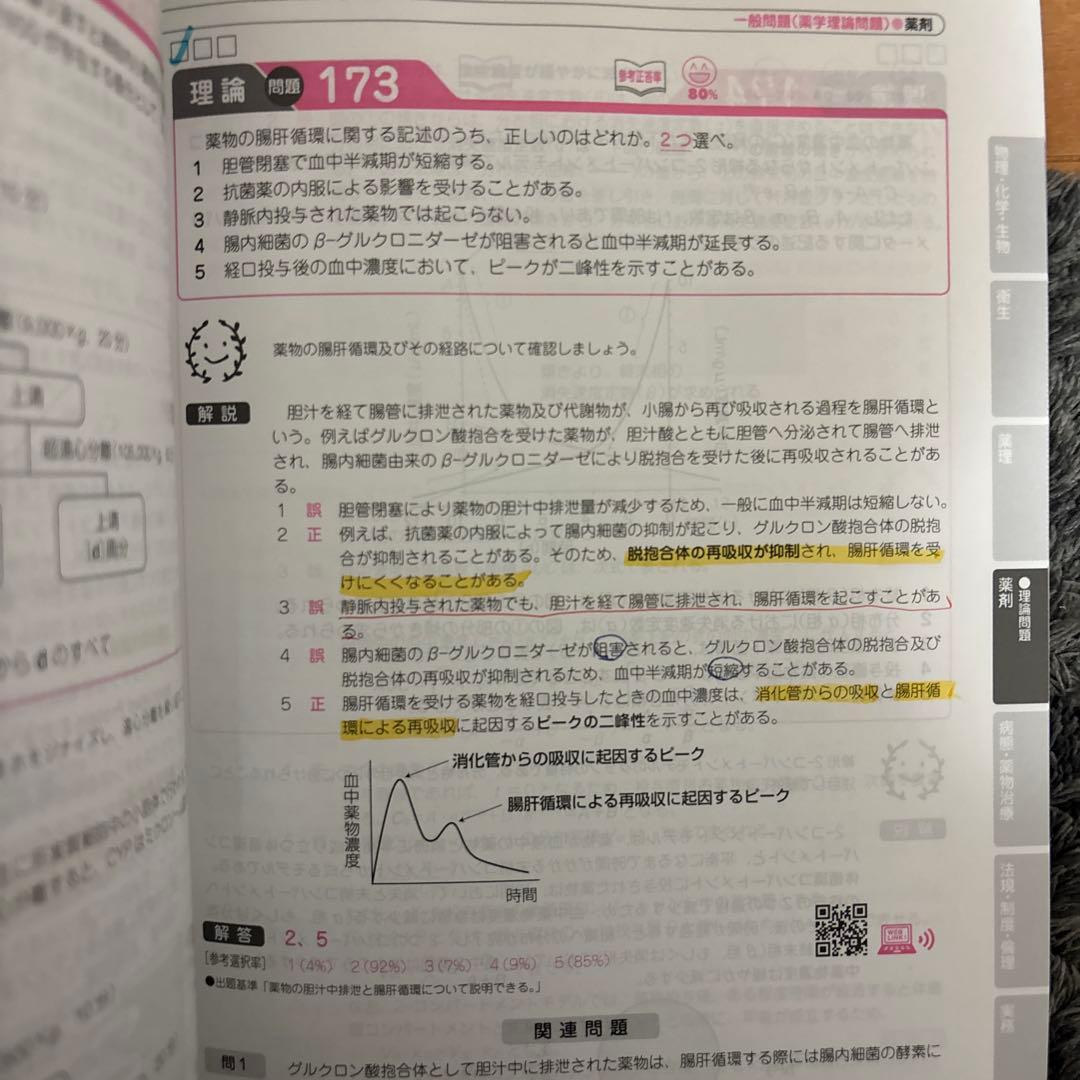 一般問題(薬学理論問題)●薬剤
理論 問題 173
参考正答率 80%
薬物の腸肝循環に関する記述のうち、正しいのはどれか。2つ選べ。
1 胆管閉塞で血中半減期が短縮する。
2 抗菌薬の内服による影響を受けることがある。
3 静脈内投与された薬物では起こらない。
4 腸内細菌のβ-グルクロニダーゼが阻害されると血中半減期が延長する。
5 経口投与後の血中濃度において、ピークが二峰性を示すことがある。
薬物の腸肝循環及びその経路について確認しましょう。
解説
胆汁を経て腸管に排泄された薬物及び代謝物が、小腸から再び吸収される過程を腸肝循環と
いう。例えばグルクロン酸抱合を受けた薬物が、胆汁酸とともに胆管へ分泌されて腸管へ排泄
され、腸内細菌由来のβ-グルクロニダーゼにより脱抱合を受けた後に再吸収されることがあ
る。
1 誤 胆管閉塞により薬物の胆汁中排泄量が減少するため、一般に血中半減期は短縮しない。
2 正 例えば、抗菌薬の内服によって腸内細菌の抑制が起こり、グルクロン酸抱合体の脱抱
合が抑制されることがある。そのため、脱抱合体の再吸収が抑制され、腸肝循環を受
けにくくなることがある。
3 誤 静脈内投与された薬物でも、胆汁を経て腸管に排泄され、腸肝循環を起こすことがあ
る。
4 誤 腸内細菌のβ-グルクロニダーゼが阻害されると、グルクロン酸抱合体の脱抱合及び
脱抱合体の再吸収が抑制されるため、血中半減期が短縮することがある。
5 正 腸肝循環を受ける薬物を経口投与したときの血中濃度は、消化管からの吸収と腸肝循
環による再吸収に起因するピークの二峰性を示すことがある。
消化管からの吸収に起因するピーク
腸肝循環による再吸収に起因するピーク
血中薬物濃度
時間
解答 2、5
[参考選択率] 1(4%) 2(92%) 3(7%) 4(9%) 5(85%)
●出題基準「薬物の胆汁中排泄と腸肝循環について説明できる。」
WEB LINK!
関連問題
問1 グルクロン酸抱合体として胆汁中に排泄された薬物は、腸肝循環する際には腸内細菌の酵素に
物理・化学・生物
衛生
薬理
薬剤
●理論問題
病態・薬物治療
法規・制度・倫理
実務
上清
上清
のすべて